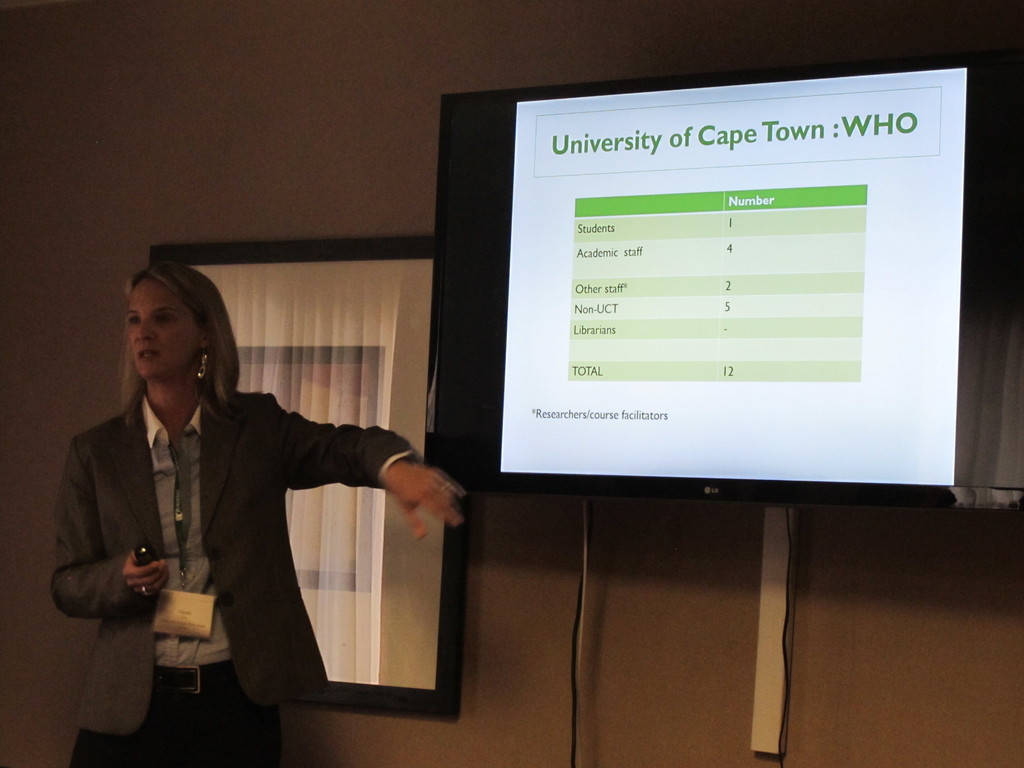 University of Cape Town : WHO
Number
Students 1
Academic staff 4
Other staff* 2
Non-UCT 5
Librarians -
TOTAL 12
*Researchers/course facilitators
LG